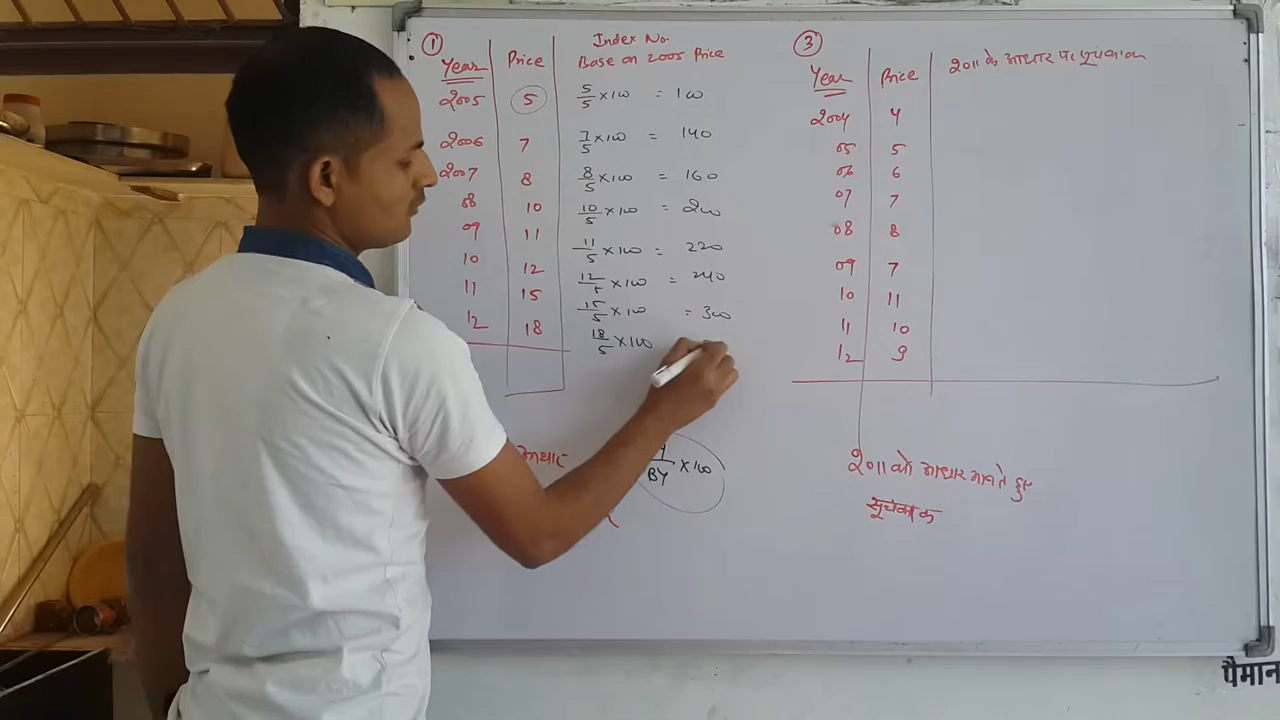 ① Index No.
Year Price Base on 2005 Price
2005 5 5/5 × 100 = 100
2006 7 7/5 × 100 = 140
2007 8 8/5 × 100 = 160
08 10 10/5 × 100 = 200
09 11 11/5 × 100 = 220
10 12 12/5 × 100 = 240
11 15 15/5 × 100 = 300
12 18 18/5 × 100
BY × 100
③
Year Price 2011 के आधार पर सूचकांक
2004 4
05 5
06 6
07 7
08 8
09 7
10 11
11 10
12 9
2011 को आधार मानते हुए
सूचकांक
पैमान